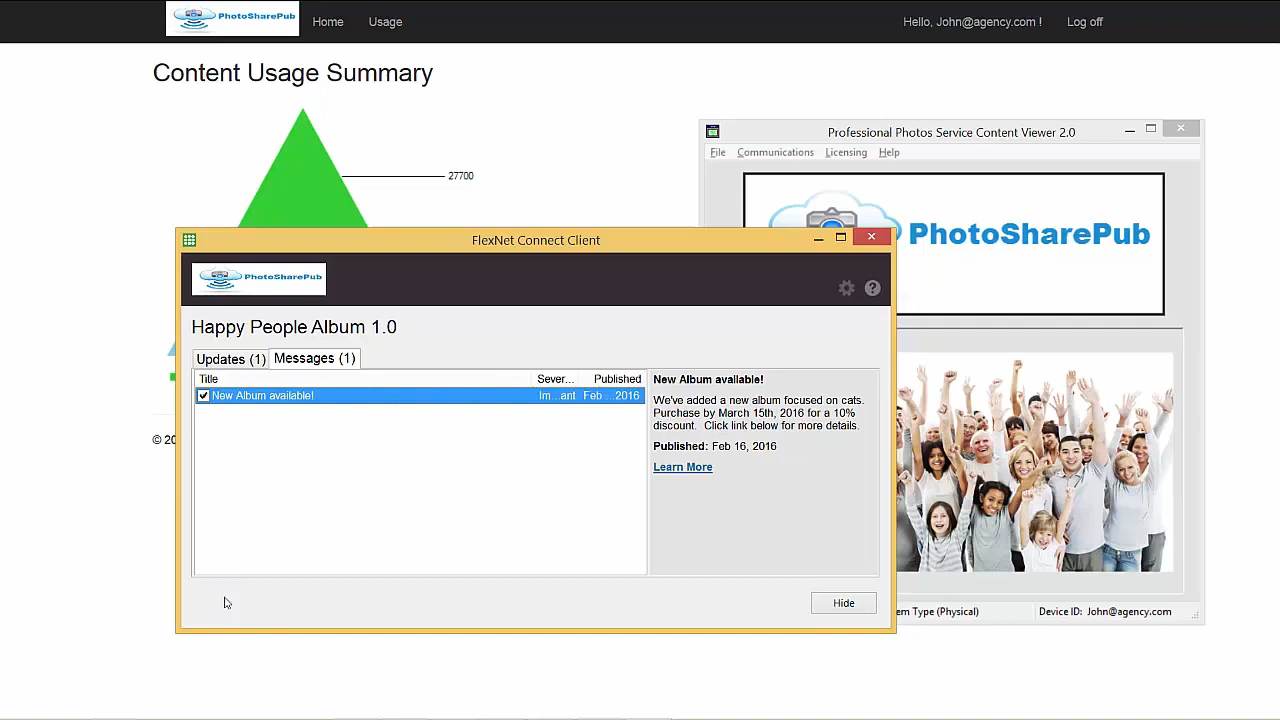 PhotoSharePub
Home
Usage
Hello, John@agency.com !
Log off
Content Usage Summary
27700
Professional Photos Service Content Viewer 2.0
File
Communications
Licensing
Help
PhotoSharePub
FlexNet Connect Client
PhotoSharePub
Happy People Album 1.0
Updates (1)
Messages (1)
Title
Sever...
Published
New Album available!
Im...ant
Feb ...2016
New Album available!
We've added a new album focused on cats.
Purchase by March 15th, 2016 for a 10%
discount. Click link below for more details.
Published: Feb 16, 2016
Learn More
Hide
© 20
em Type (Physical)
Device ID: John@agency.com